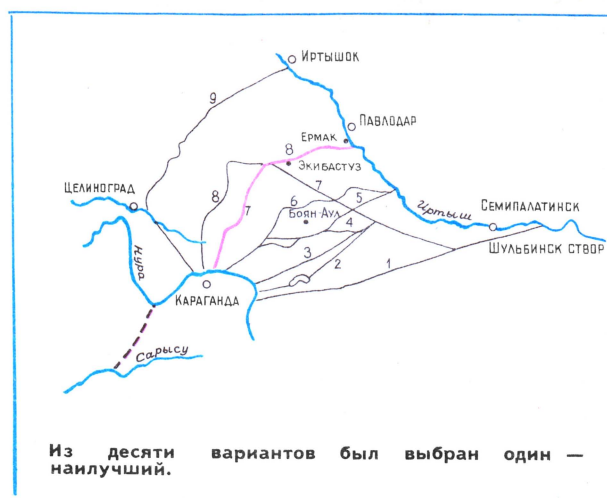 Иртышок
9
Павлодар
Ермак
8
Экибастуз
7
Целиноград
8
6
5
Боян-Аул
Иртыш
Семипалатинск
7
4
Шульбинск створ
Нура
3
2
1
Караганда
Сарысу
Из десяти вариантов был выбран один —
наилучший.